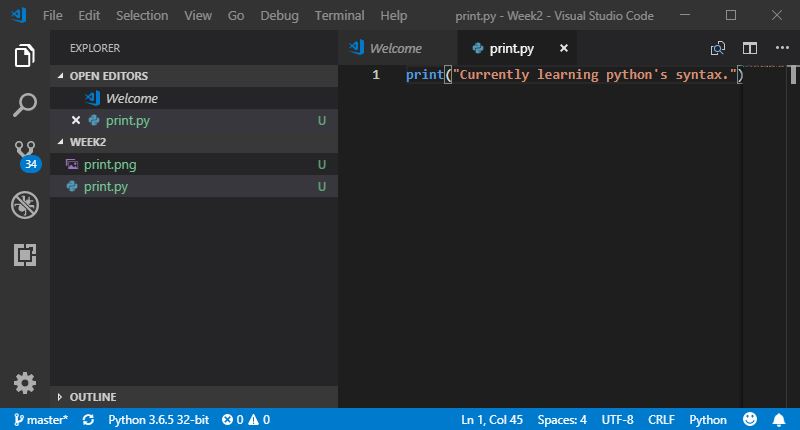 File Edit Selection View Go Debug Terminal Help print.py - Week2 - Visual Studio Code
EXPLORER
OPEN EDITORS
Welcome
print.py U
WEEK2
print.png U
print.py U
OUTLINE
Welcome print.py
1 print("Currently learning python's syntax.")
34
master* Python 3.6.5 32-bit 0 0 Ln 1, Col 45 Spaces: 4 UTF-8 CRLF Python